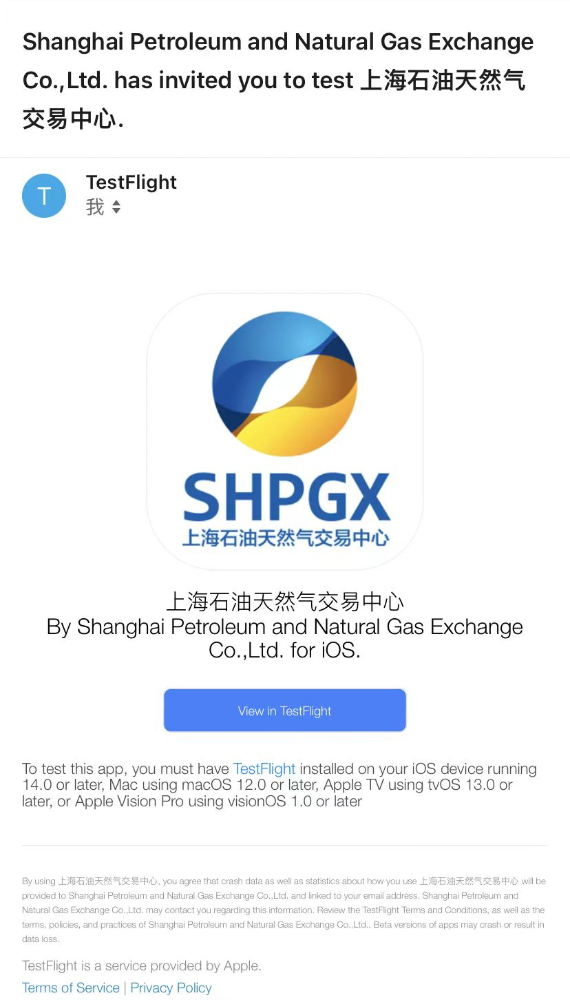 Shanghai Petroleum and Natural Gas Exchange
Co.,Ltd. has invited you to test 上海石油天然气
交易中心.
T
TestFlight
我
SHPGX
上海石油天然气交易中心
上海石油天然气交易中心
By Shanghai Petroleum and Natural Gas Exchange
Co.,Ltd. for iOS.
View in TestFlight
To test this app, you must have TestFlight installed on your iOS device running
14.0 or later, Mac using macOS 12.0 or later, Apple TV using tvOS 13.0 or
later, or Apple Vision Pro using visionOS 1.0 or later
By using 上海石油天然气交易中心, you agree that crash data as well as statistics about how you use 上海石油天然气交易中心 will be
provided to Shanghai Petroleum and Natural Gas Exchange Co.,Ltd. and linked to your email address. Shanghai Petroleum and
Natural Gas Exchange Co.,Ltd. may contact you regarding this information. Review the TestFlight Terms and Conditions, as well as the
terms, policies, and practices of Shanghai Petroleum and Natural Gas Exchange Co.,Ltd.. Beta versions of apps may crash or result in
data loss.
TestFlight is a service provided by Apple.
Terms of Service | Privacy Policy